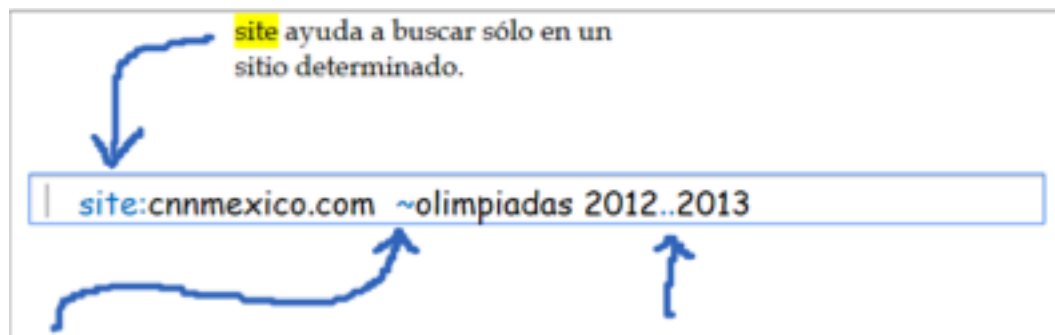 site ayuda a buscar sólo en un
sitio determinado.
site:cnnmexico.com ~olimpiadas 2012..2013